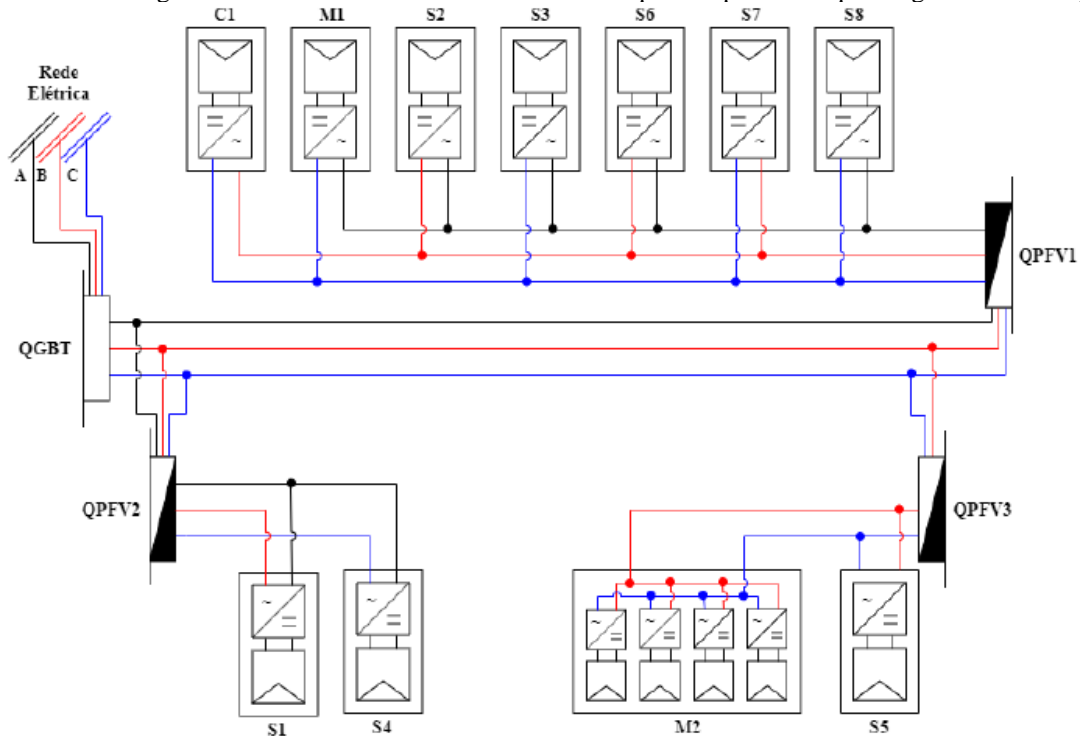 C1 M1 S2 S3 S6 S7 S8
Rede
Elétrica
A B C
QPFV1
QGBT
QPFV2
QPFV3
S1 S4 M2 S5